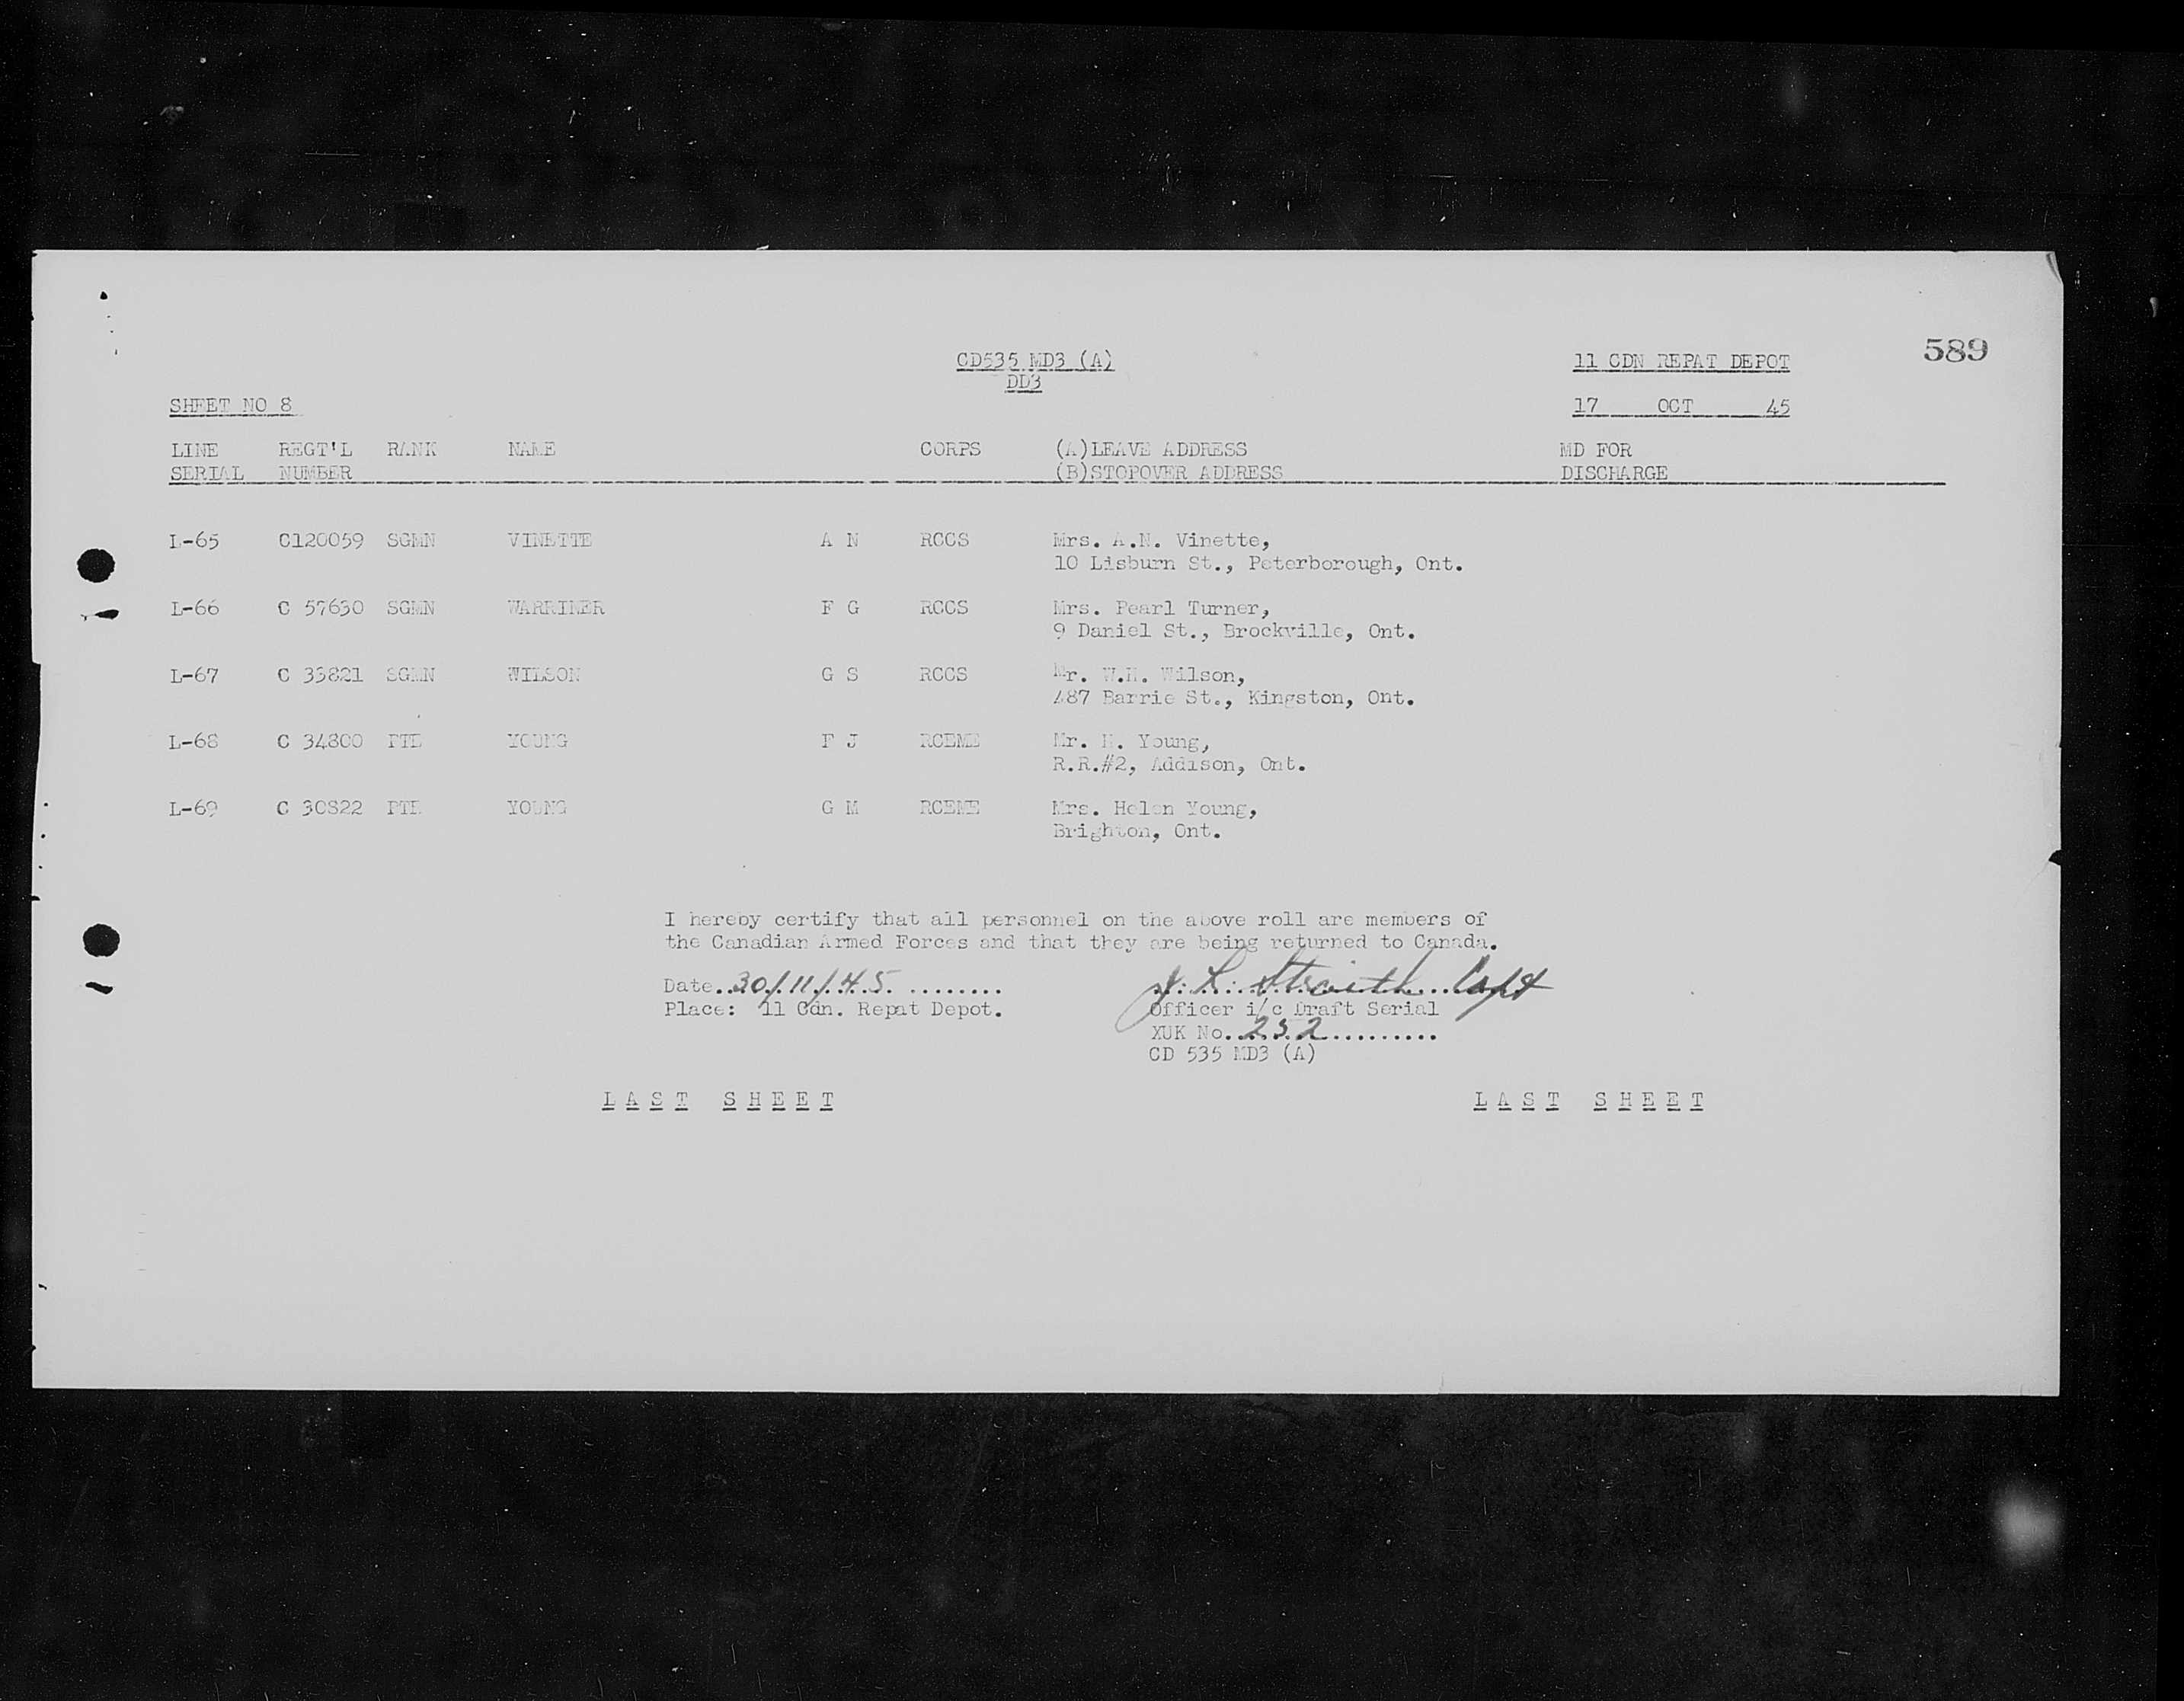 589
CD535 MD3 (A)
DD3
11 CDN REPAT DEPOT
SHEET NO 8
17 OCT 45
LINE REGT'L RANK NAME CORPS (A)LEAVE ADDRESS MD FOR
SERIAL NUMBER (B)STOPOVER ADDRESS DISCHARGE
L-65 C120059 SGMN VINETTE A N RCCS Mrs. A.N. Vinette,
10 Lisburn St., Peterborough, Ont.
L-66 C 57630 SGMN WARRINER F G RCCS Mrs. Pearl Turner,
9 Daniel St., Brockville, Ont.
L-67 C 35821 SGMN WILSON G S RCCS Mr. Wilson,
487 Barrie St., Kingston, Ont.
L-68 C 34800 PTE YOUNG F J RCEME Mr. Young,
R.R.#2, Addison, Ont.
L-69 C 30822 PTE YOUNG G M RCEME Mrs. Helen Young,
Brighton, Ont.
I hereby certify that all personnel on the above roll are members of
the Canadian Armed Forces and that they are being returned to Canada.
Date..30/11/45. ........ Capt
Place: 11 Cdn. Repat Depot. Officer i/c Draft Serial
XUK No. 252
CD 535 MD3 (A)
LAST SHEET LAST SHEET